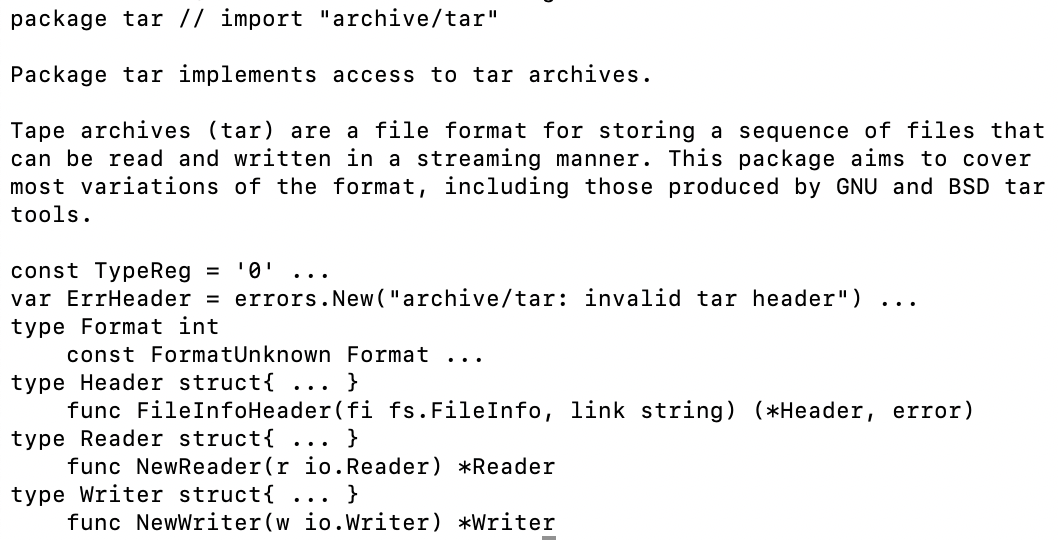 package tar // import "archive/tar"

Package tar implements access to tar archives.

Tape archives (tar) are a file format for storing a sequence of files that
can be read and written in a streaming manner. This package aims to cover
most variations of the format, including those produced by GNU and BSD tar
tools.

const TypeReg = '0' ...
var ErrHeader = errors.New("archive/tar: invalid tar header") ...
type Format int
    const FormatUnknown Format ...
type Header struct{ ... }
    func FileInfoHeader(fi fs.FileInfo, link string) (*Header, error)
type Reader struct{ ... }
    func NewReader(r io.Reader) *Reader
type Writer struct{ ... }
    func NewWriter(w io.Writer) *Writer